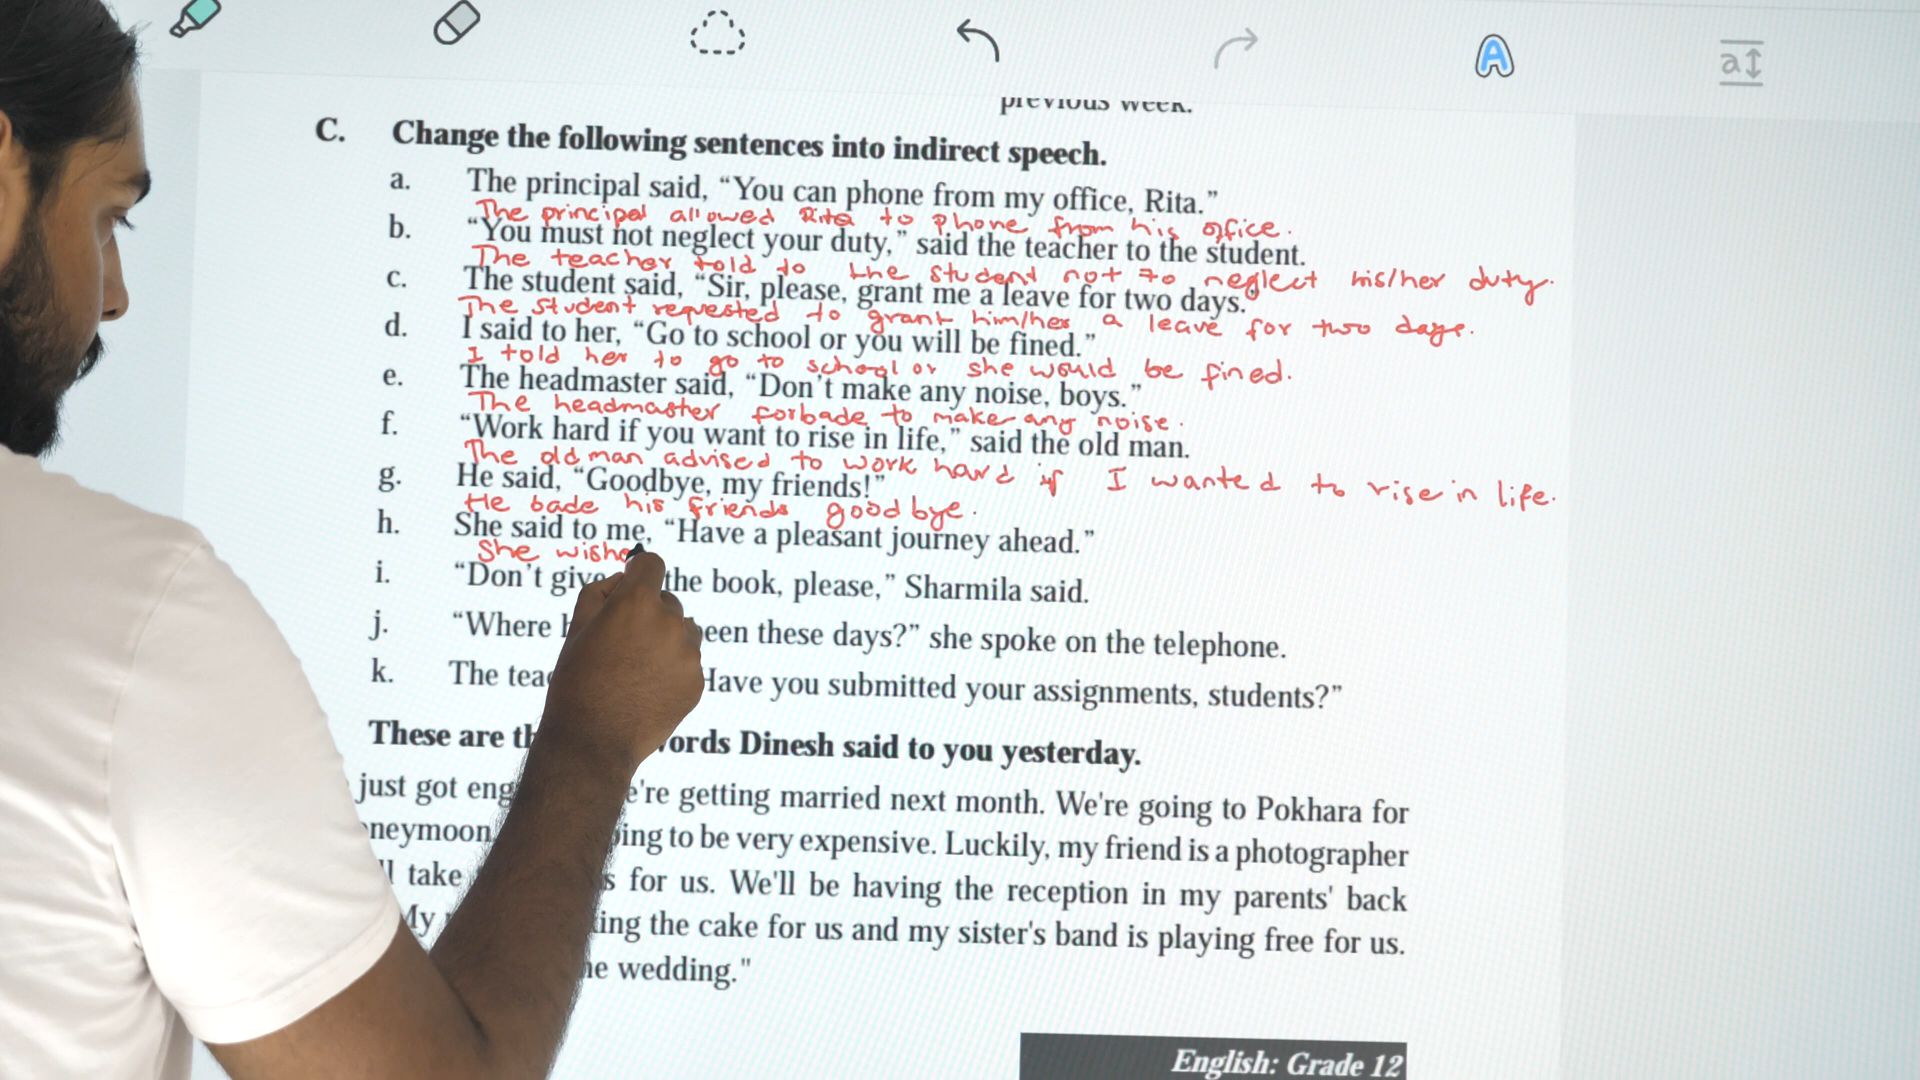 previous week.
C. Change the following sentences into indirect speech.
a. The principal said, “You can phone from my office, Rita.”
The principal allowed Rita to phone from his office.
b. “You must not neglect your duty,” said the teacher to the student.
The teacher told to the student not to neglect his/her duty.
c. The student said, “Sir, please, grant me a leave for two days.”
The student requested to grant him/her a leave for two days.
d. I said to her, “Go to school or you will be fined.”
I told her to go to school or she would be fined.
e. The headmaster said, “Don’t make any noise, boys.”
The headmaster forbade to make any noise.
f. “Work hard if you want to rise in life,” said the old man.
The old man advised to work hard if I wanted to rise in life.
g. He said, “Goodbye, my friends!”
He bade his friends good bye.
h. She said to me, “Have a pleasant journey ahead.”
She wishe
i. “Don’t give the book, please,” Sharmila said.
j. “Where een these days?” she spoke on the telephone.
k. The tea Have you submitted your assignments, students?”
These are th ords Dinesh said to you yesterday.
just got eng e're getting married next month. We're going to Pokhara for
neymoon ing to be very expensive. Luckily, my friend is a photographer
'll take s for us. We'll be having the reception in my parents' back
My ing the cake for us and my sister's band is playing free for us.
he wedding."
English: Grade 12